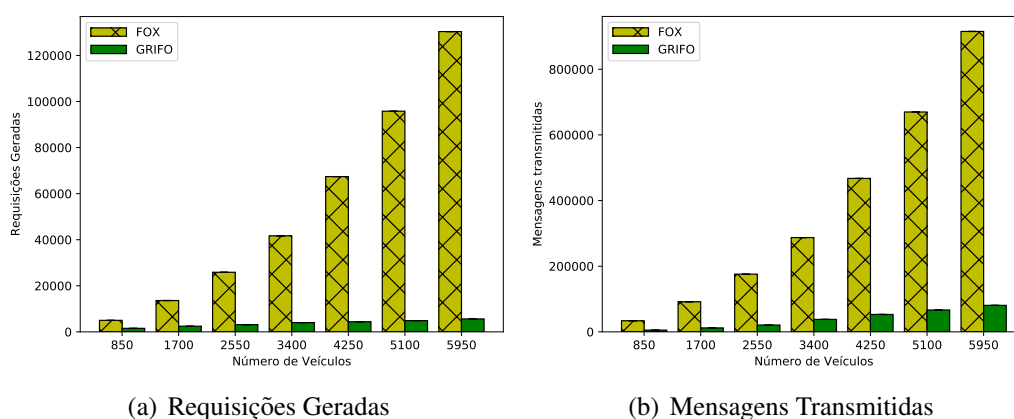 FOX
GRIFO
120000
100000
80000
60000
40000
20000
0
Requisições Geradas
850 1700 2550 3400 4250 5100 5950
Número de Veículos
(a) Requisições Geradas
FOX
GRIFO
800000
600000
400000
200000
0
Mensagens transmitidas
850 1700 2550 3400 4250 5100 5950
Número de Veículos
(b) Mensagens Transmitidas